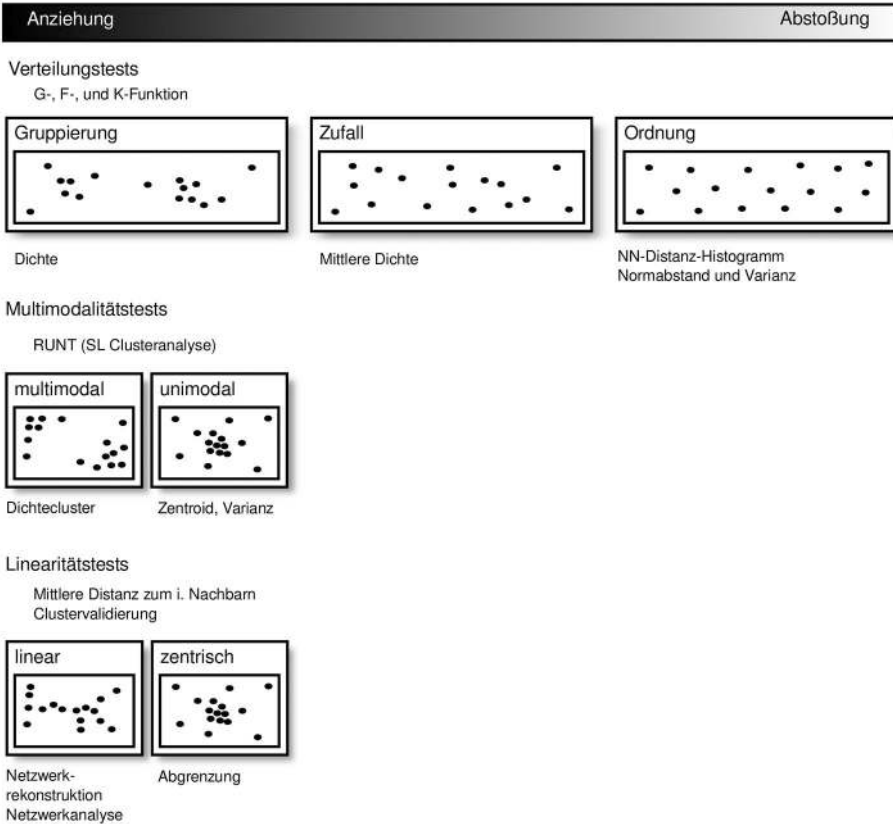 Anziehung Abstoßung
Verteilungstests
G-, F-, und K-Funktion
Gruppierung Zufall Ordnung
Dichte Mittlere Dichte NN-Distanz-Histogramm
Normabstand und Varianz
Multimodalitätstests
RUNT (SL Clusteranalyse)
multimodal unimodal
Dichtecluster Zentroid, Varianz
Linearitätstests
Mittlere Distanz zum i. Nachbarn
Clustervalidierung
linear zentrisch
Netzwerk- Abgrenzung
rekonstruktion
Netzwerkanalyse